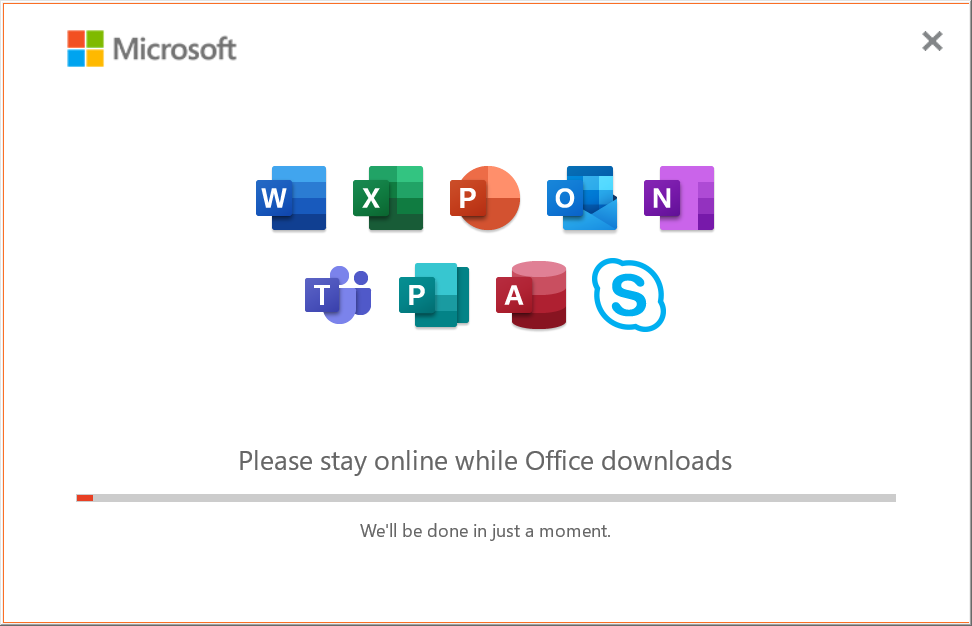 Microsoft
W X P O N
T P A S
Please stay online while Office downloads
We'll be done in just a moment.